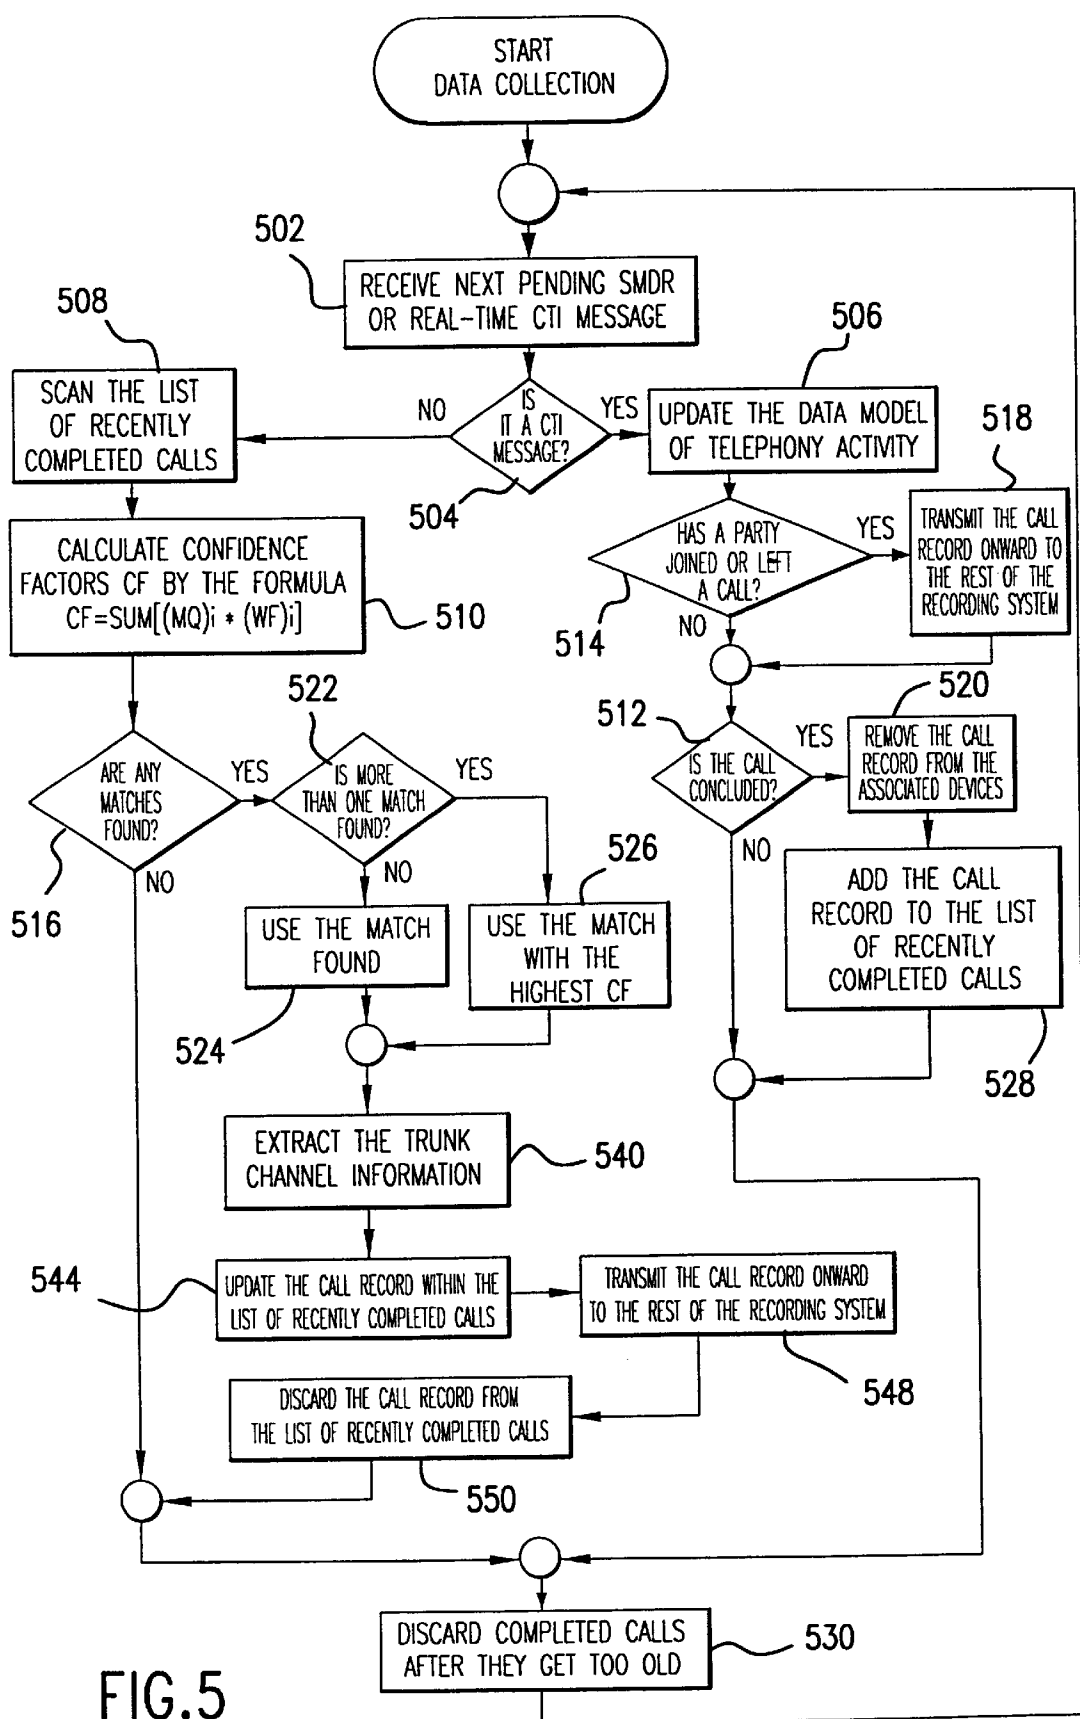 START
DATA COLLECTION
502
RECEIVE NEXT PENDING SMDR
OR REAL-TIME CTI MESSAGE
508
506
SCAN THE LIST
OF RECENTLY
COMPLETED CALLS
NO
IS
IT A CTI
MESSAGE?
YES
504
UPDATE THE DATA MODEL
OF TELEPHONY ACTIVITY
518
CALCULATE CONFIDENCE
FACTORS CF BY THE FORMULA
CF=SUM[(MQ)i * (WF)i]
510
HAS A PARTY
JOINED OR LEFT
A CALL?
YES
NO
514
TRANSMIT THE CALL
RECORD ONWARD TO
THE REST OF THE
RECORDING SYSTEM
522
512
520
ARE ANY
MATCHES
FOUND?
YES
NO
516
IS MORE
THAN ONE MATCH
FOUND?
YES
NO
IS THE CALL
CONCLUDED?
YES
NO
REMOVE THE CALL
RECORD FROM THE
ASSOCIATED DEVICES
526
USE THE MATCH
FOUND
524
USE THE MATCH
WITH THE
HIGHEST CF
ADD THE CALL
RECORD TO THE LIST
OF RECENTLY
COMPLETED CALLS
528
EXTRACT THE TRUNK
CHANNEL INFORMATION
540
544
UPDATE THE CALL RECORD WITHIN THE
LIST OF RECENTLY COMPLETED CALLS
TRANSMIT THE CALL RECORD ONWARD
TO THE REST OF THE RECORDING SYSTEM
548
DISCARD THE CALL RECORD FROM
THE LIST OF RECENTLY COMPLETED CALLS
550
DISCARD COMPLETED CALLS
AFTER THEY GET TOO OLD
530
FIG.5